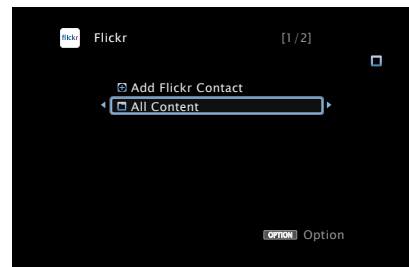 flickr Flickr [1/2]
Add Flickr Contact
All Content
OPTION Option